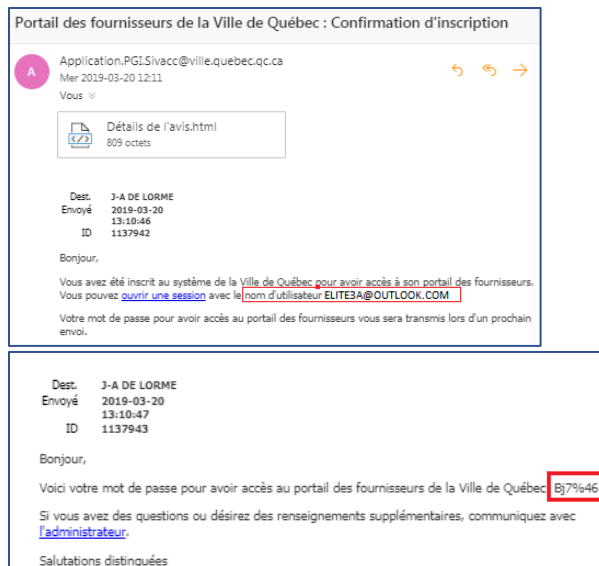 Portail des fournisseurs de la Ville de Québec : Confirmation d'inscription
A
Application.PGI.Sivacc@ville.quebec.qc.ca
Mer 2019-03-20 12:11
Vous
Détails de l'avis.html
809 octets
Dest. J-A DE LORME
Envoyé 2019-03-20
13:10:46
ID 1137942
Bonjour,
Vous avez été inscrit au système de la Ville de Québec pour avoir accès à son portail des fournisseurs.
Vous pouvez ouvrir une session avec le nom d'utilisateur ELITE3A@OUTLOOK.COM
Votre mot de passe pour avoir accès au portail des fournisseurs vous sera transmis lors d'un prochain
envoi.
Dest. J-A DE LORME
Envoyé 2019-03-20
13:10:47
ID 1137943
Bonjour,
Voici votre mot de passe pour avoir accès au portail des fournisseurs de la Ville de Québec Bj7%46
Si vous avez des questions ou désirez des renseignements supplémentaires, communiquez avec
l'administrateur.
Salutations distinguées